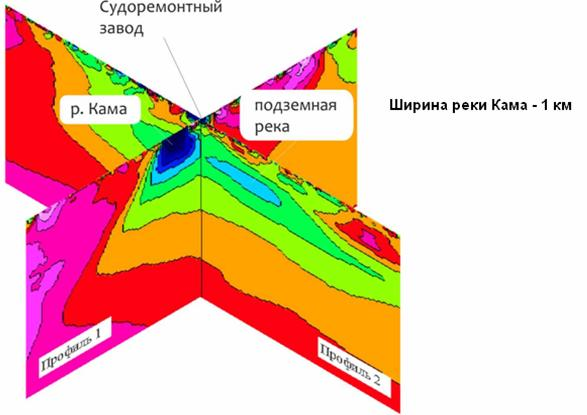 Судоремонтный
завод
р. Кама
подземная
река
Ширина реки Кама - 1 км
Профиль 1
Профиль 2